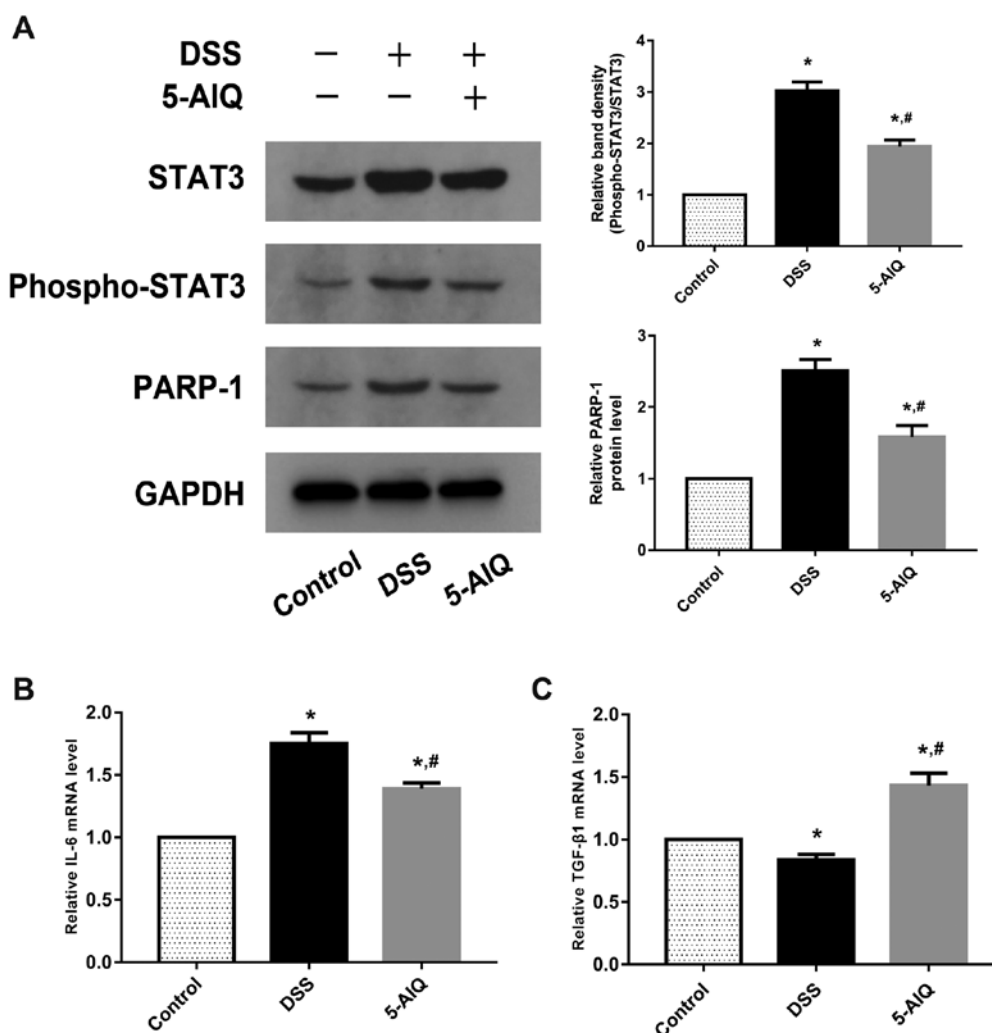 A
DSS − + +
5-AIQ − − +
STAT3
Phospho-STAT3
PARP-1
GAPDH
Control DSS 5-AIQ
Relative band density
(Phospho-STAT3/STAT3)
4
3
2
1
0
*
*,#
Control DSS 5-AIQ
Relative PARP-1
protein level
3
2
1
0
*
*,#
Control DSS 5-AIQ
B
Relative IL-6 mRNA level
2.0
1.5
1.0
0.5
0.0
*
*,#
Control DSS 5-AIQ
C
Relative TGF-β1 mRNA level
2.0
1.5
1.0
0.5
0.0
*
*,#
Control DSS 5-AIQ